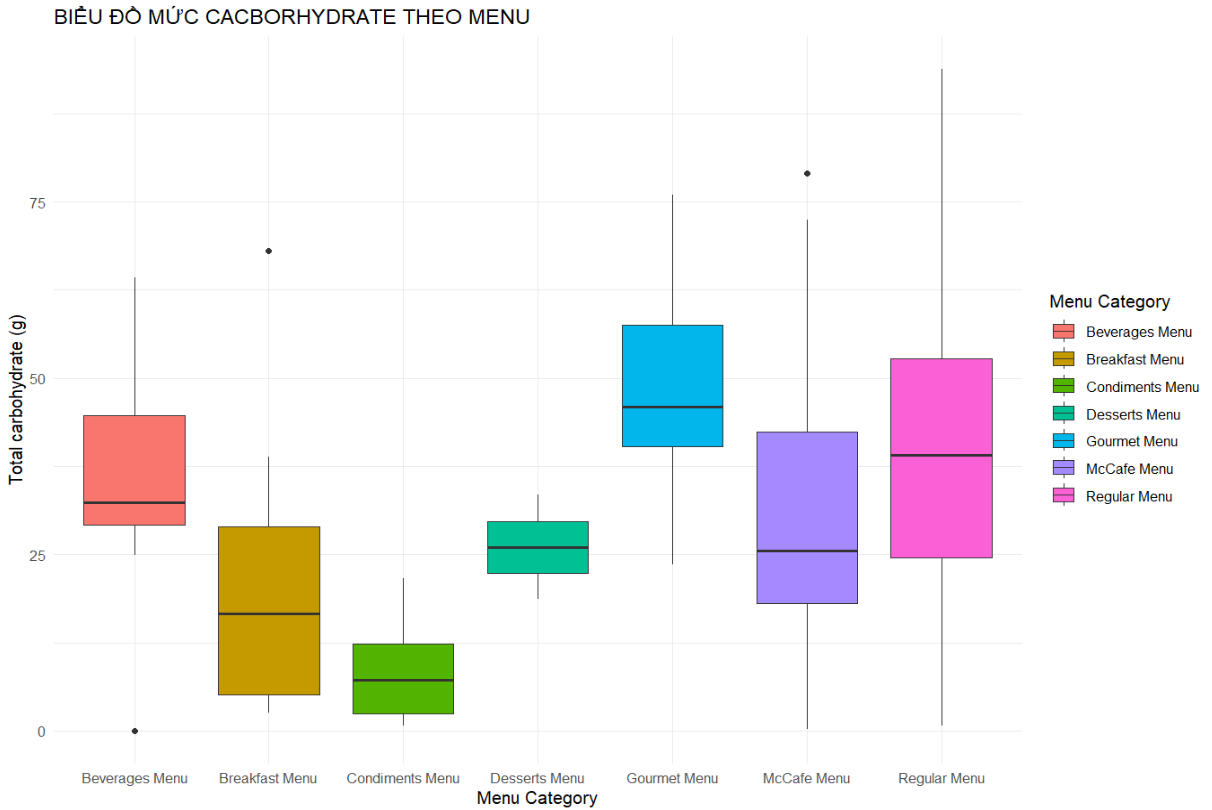 BIỂU ĐỒ MỨC CACBORHYDRATE THEO MENU
Total carbohydrate (g)
75
50
25
0
Beverages Menu
Breakfast Menu
Condiments Menu
Desserts Menu
Gourmet Menu
McCafe Menu
Regular Menu
Menu Category
Menu Category
Beverages Menu
Breakfast Menu
Condiments Menu
Desserts Menu
Gourmet Menu
McCafe Menu
Regular Menu